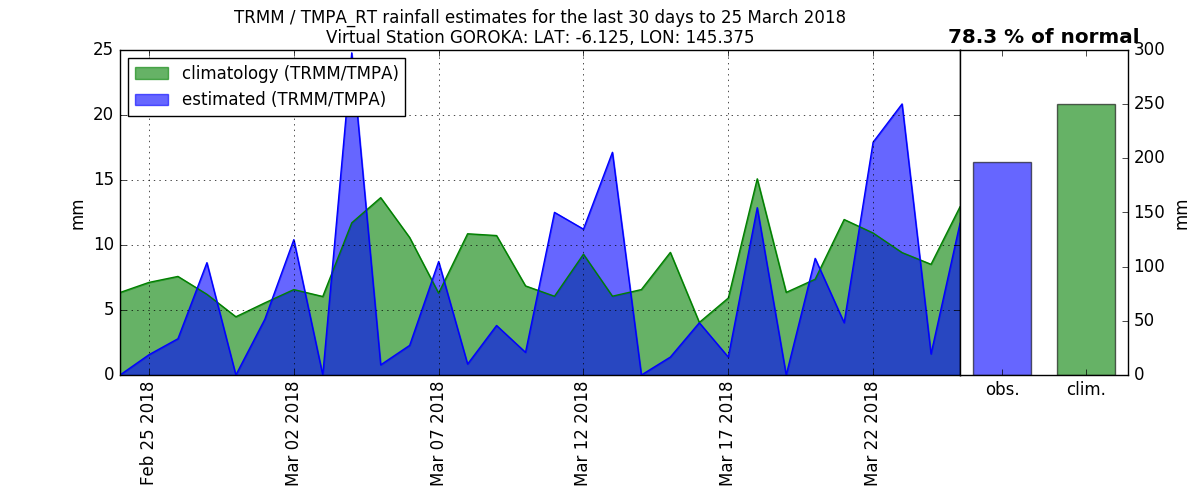 TRMM / TMPA_RT rainfall estimates for the last 30 days to 25 March 2018
Virtual Station GOROKA: LAT: -6.125, LON: 145.375
78.3 % of normal
climatology (TRMM/TMPA)
estimated (TRMM/TMPA)
25
20
15
10
5
0
mm
Feb 25 2018
Mar 02 2018
Mar 07 2018
Mar 12 2018
Mar 17 2018
Mar 22 2018
300
250
200
150
100
50
0
mm
obs.
clim.